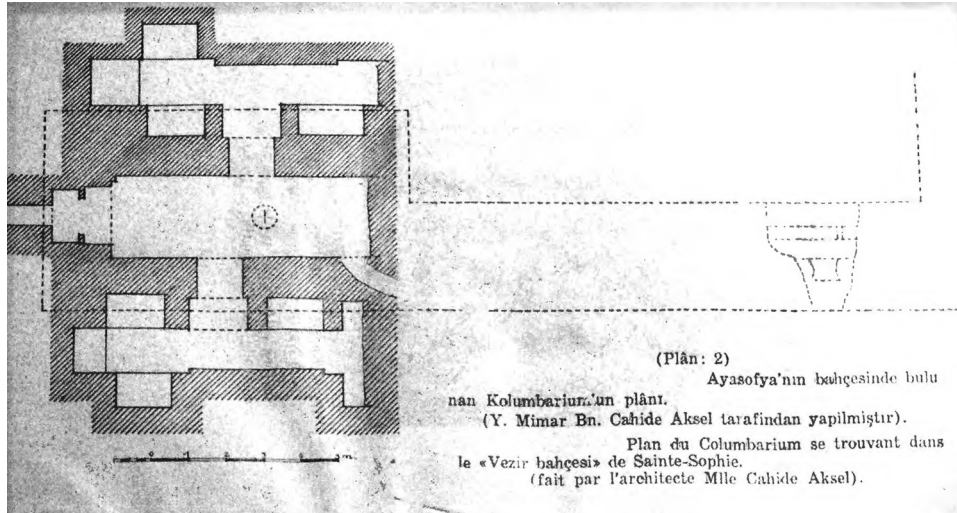 (Plân: 2)
Ayasofya'nın bahçesinde bulu
nan Kolumbarium'un plânı.
(Y. Mimar Bn. Cahide Aksel tarafindan yapilmiştır).
Plan du Columbarium se trouvant dans
le «Vezir bahçesi» de Sainte-Sophie.
(fait par l'architecte Mlle Cahide Aksel).